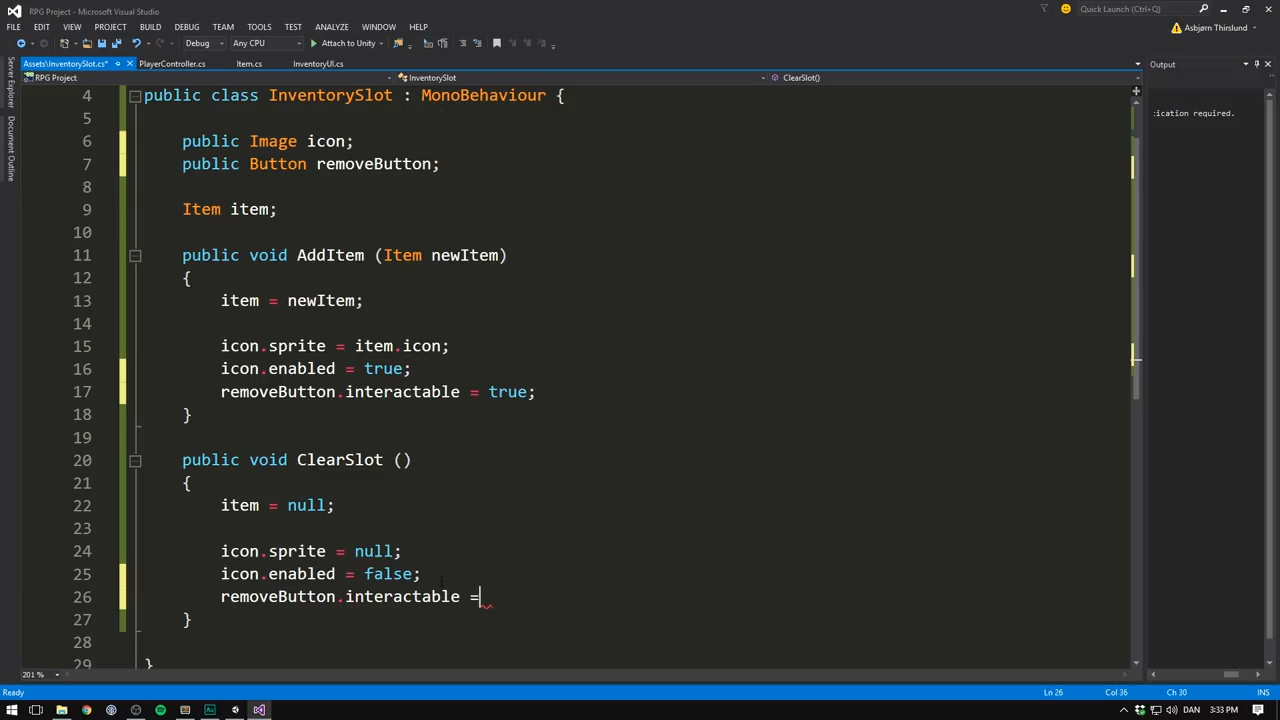 RPG Project - Microsoft Visual Studio
Quick Launch (Ctrl+Q)
FILE EDIT VIEW PROJECT BUILD DEBUG TEAM TOOLS TEST ANALYZE WINDOW HELP
Asbjørn Thirslund
Debug Any CPU Attach to Unity
Assets\InventorySlot.cs* PlayerController.cs Item.cs InventoryUI.cs
Output
RPG Project InventorySlot ClearSlot()
Server Explorer
Document Outline
:ication required.
4 public class InventorySlot : MonoBehaviour {
5
6 public Image icon;
7 public Button removeButton;
8
9 Item item;
10
11 public void AddItem (Item newItem)
12 {
13 item = newItem;
14
15 icon.sprite = item.icon;
16 icon.enabled = true;
17 removeButton.interactable = true;
18 }
19
20 public void ClearSlot ()
21 {
22 item = null;
23
24 icon.sprite = null;
25 icon.enabled = false;
26 removeButton.interactable =
27 }
28
29 }
201 %
Ready Ln 26 Col 36 Ch 30 INS
DAN 3:33 PM